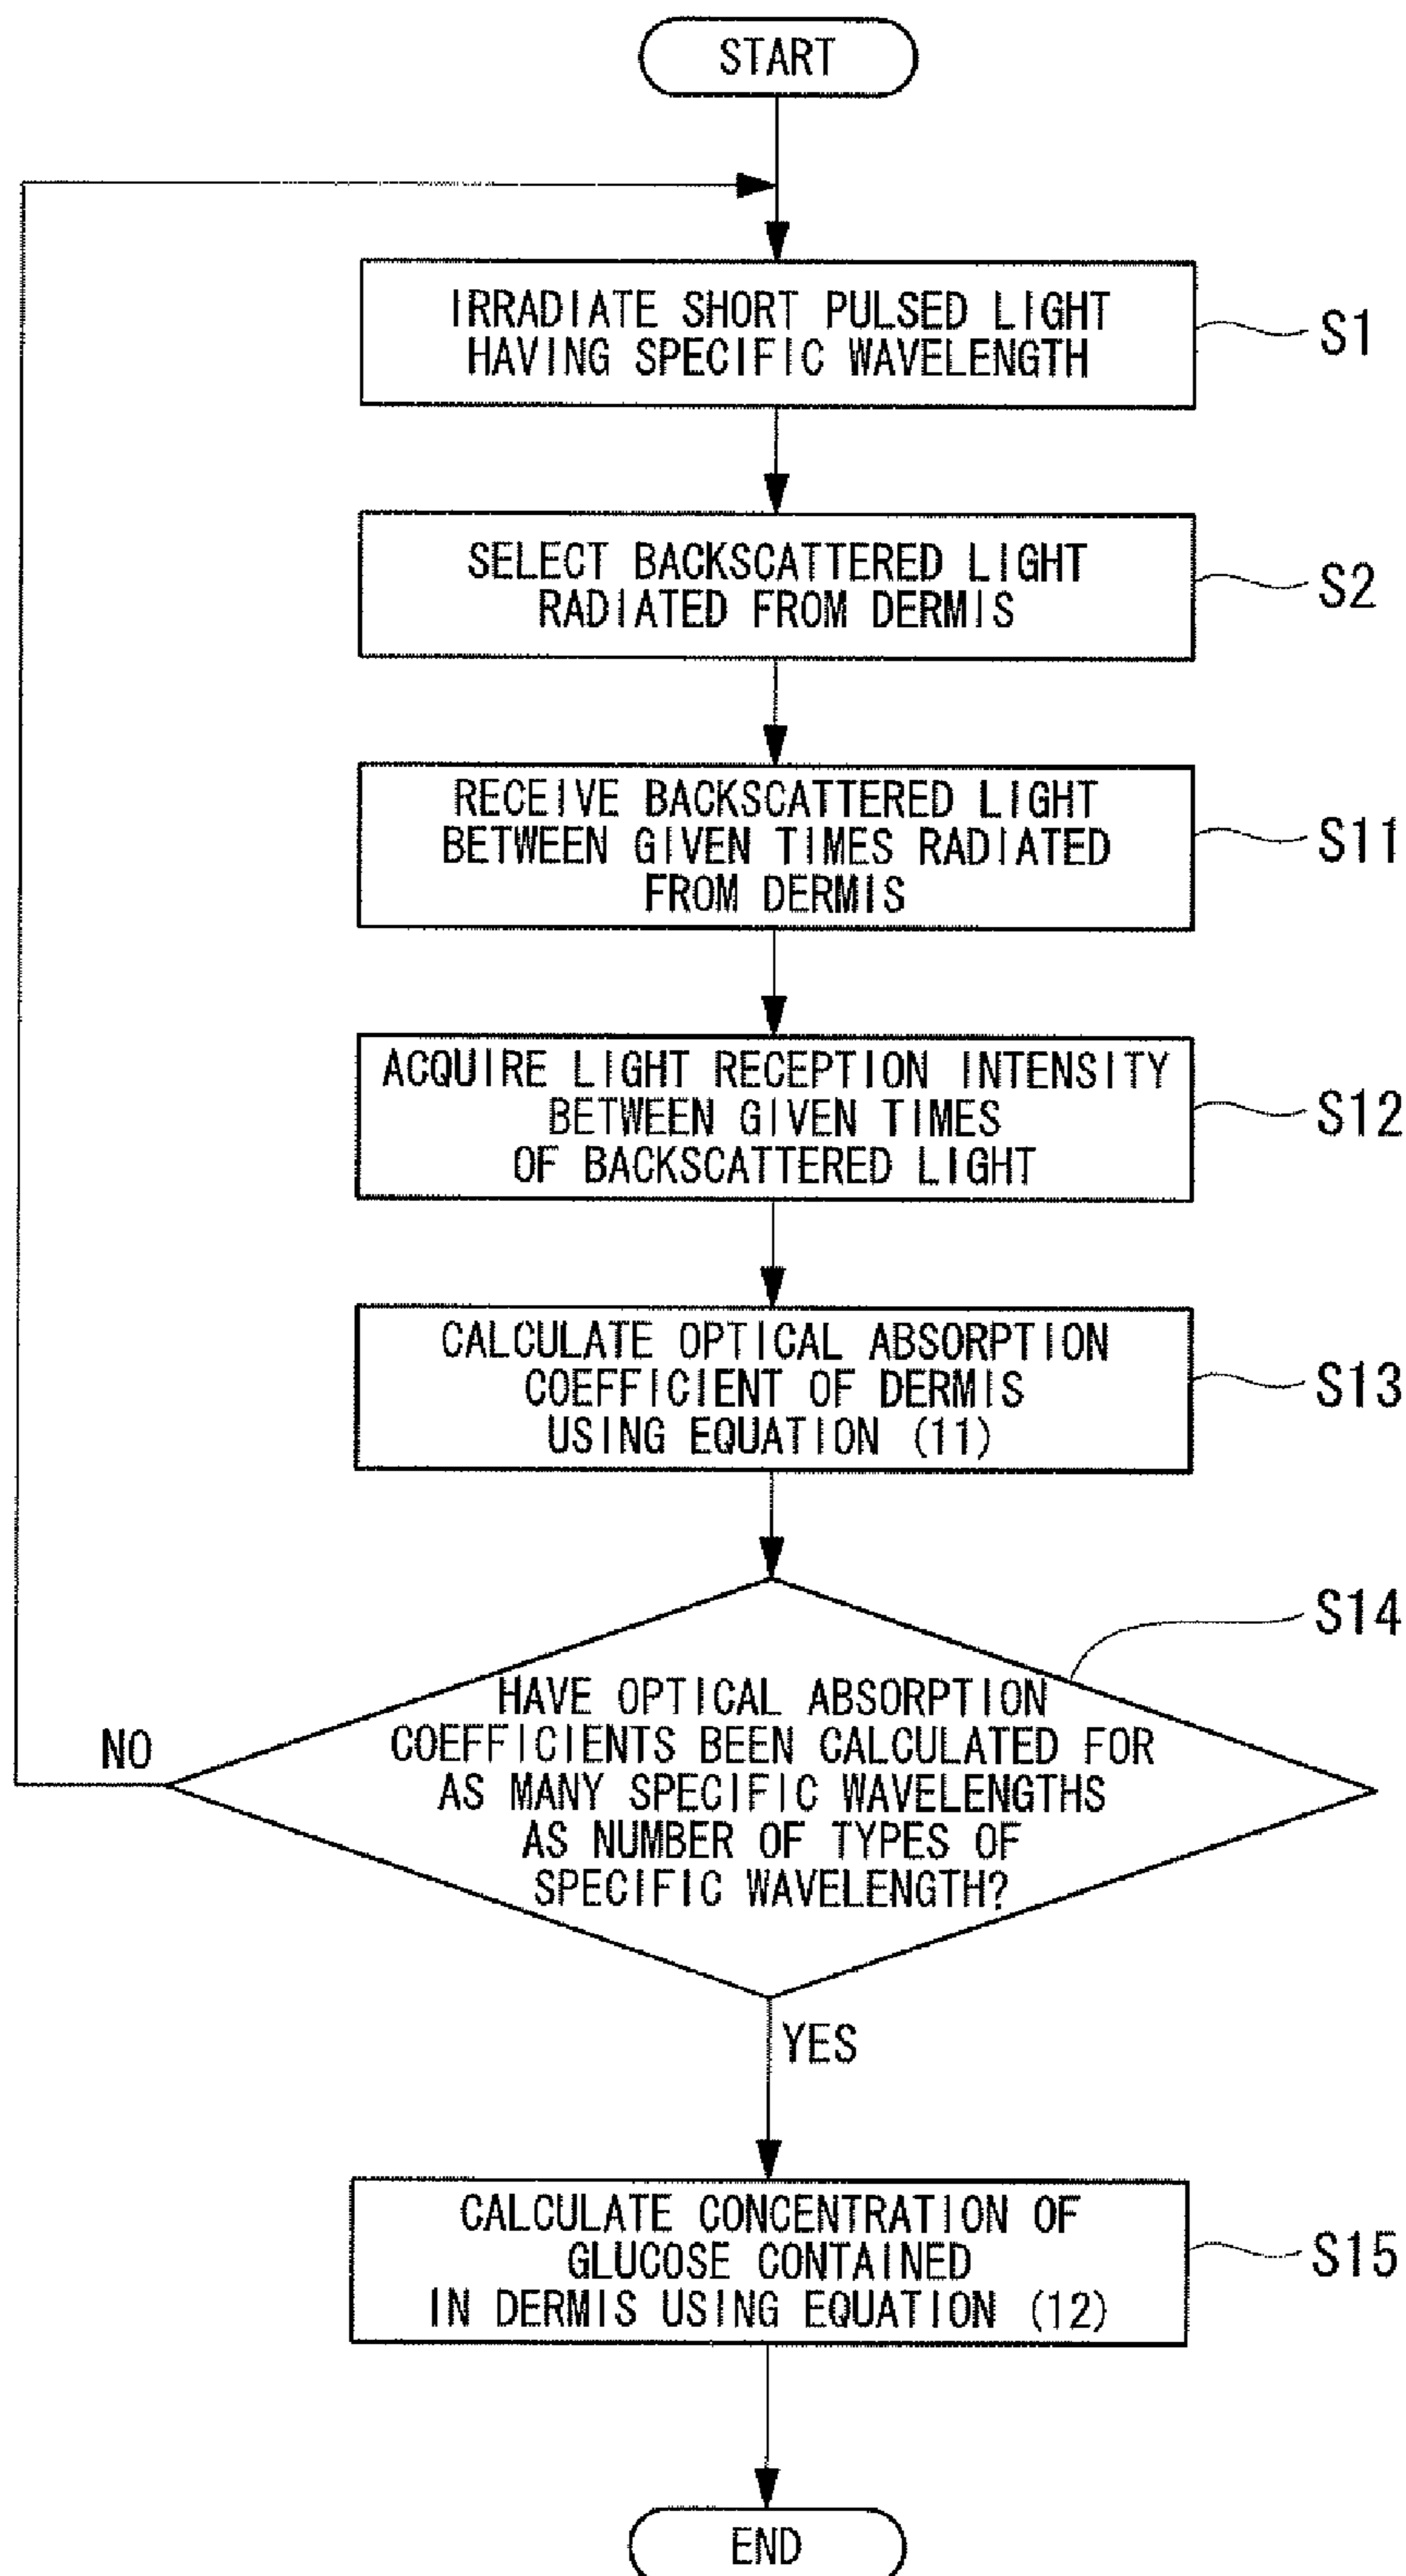 START
IRRADIATE SHORT PULSED LIGHT
HAVING SPECIFIC WAVELENGTH
S1
SELECT BACKSCATTERED LIGHT
RADIATED FROM DERMIS
S2
RECEIVE BACKSCATTERED LIGHT
BETWEEN GIVEN TIMES RADIATED
FROM DERMIS
S11
ACQUIRE LIGHT RECEPTION INTENSITY
BETWEEN GIVEN TIMES
OF BACKSCATTERED LIGHT
S12
CALCULATE OPTICAL ABSORPTION
COEFFICIENT OF DERMIS
USING EQUATION (11)
S13
S14
HAVE OPTICAL ABSORPTION
COEFFICIENTS BEEN CALCULATED FOR
AS MANY SPECIFIC WAVELENGTHS
AS NUMBER OF TYPES OF
SPECIFIC WAVELENGTH?
NO
YES
CALCULATE CONCENTRATION OF
GLUCOSE CONTAINED
IN DERMIS USING EQUATION (12)
S15
END